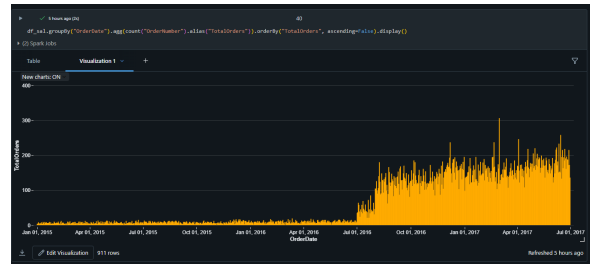 5 hours ago (2s)
40
df_sal.groupBy("OrderDate").agg(count("OrderNumber").alias("TotalOrders")).orderBy("TotalOrders", ascending=False).display()
(2) Spark Jobs
Table
Visualization 1
+
New charts: ON
400
300
200
100
0
TotalOrders
Jan 01, 2015
Apr 01, 2015
Jul 01, 2015
Oct 01, 2015
Jan 01, 2016
Apr 01, 2016
Jul 01, 2016
Oct 01, 2016
Jan 01, 2017
Apr 01, 2017
Jul 01, 2017
OrderDate
Edit Visualization
911 rows
Refreshed 5 hours ago